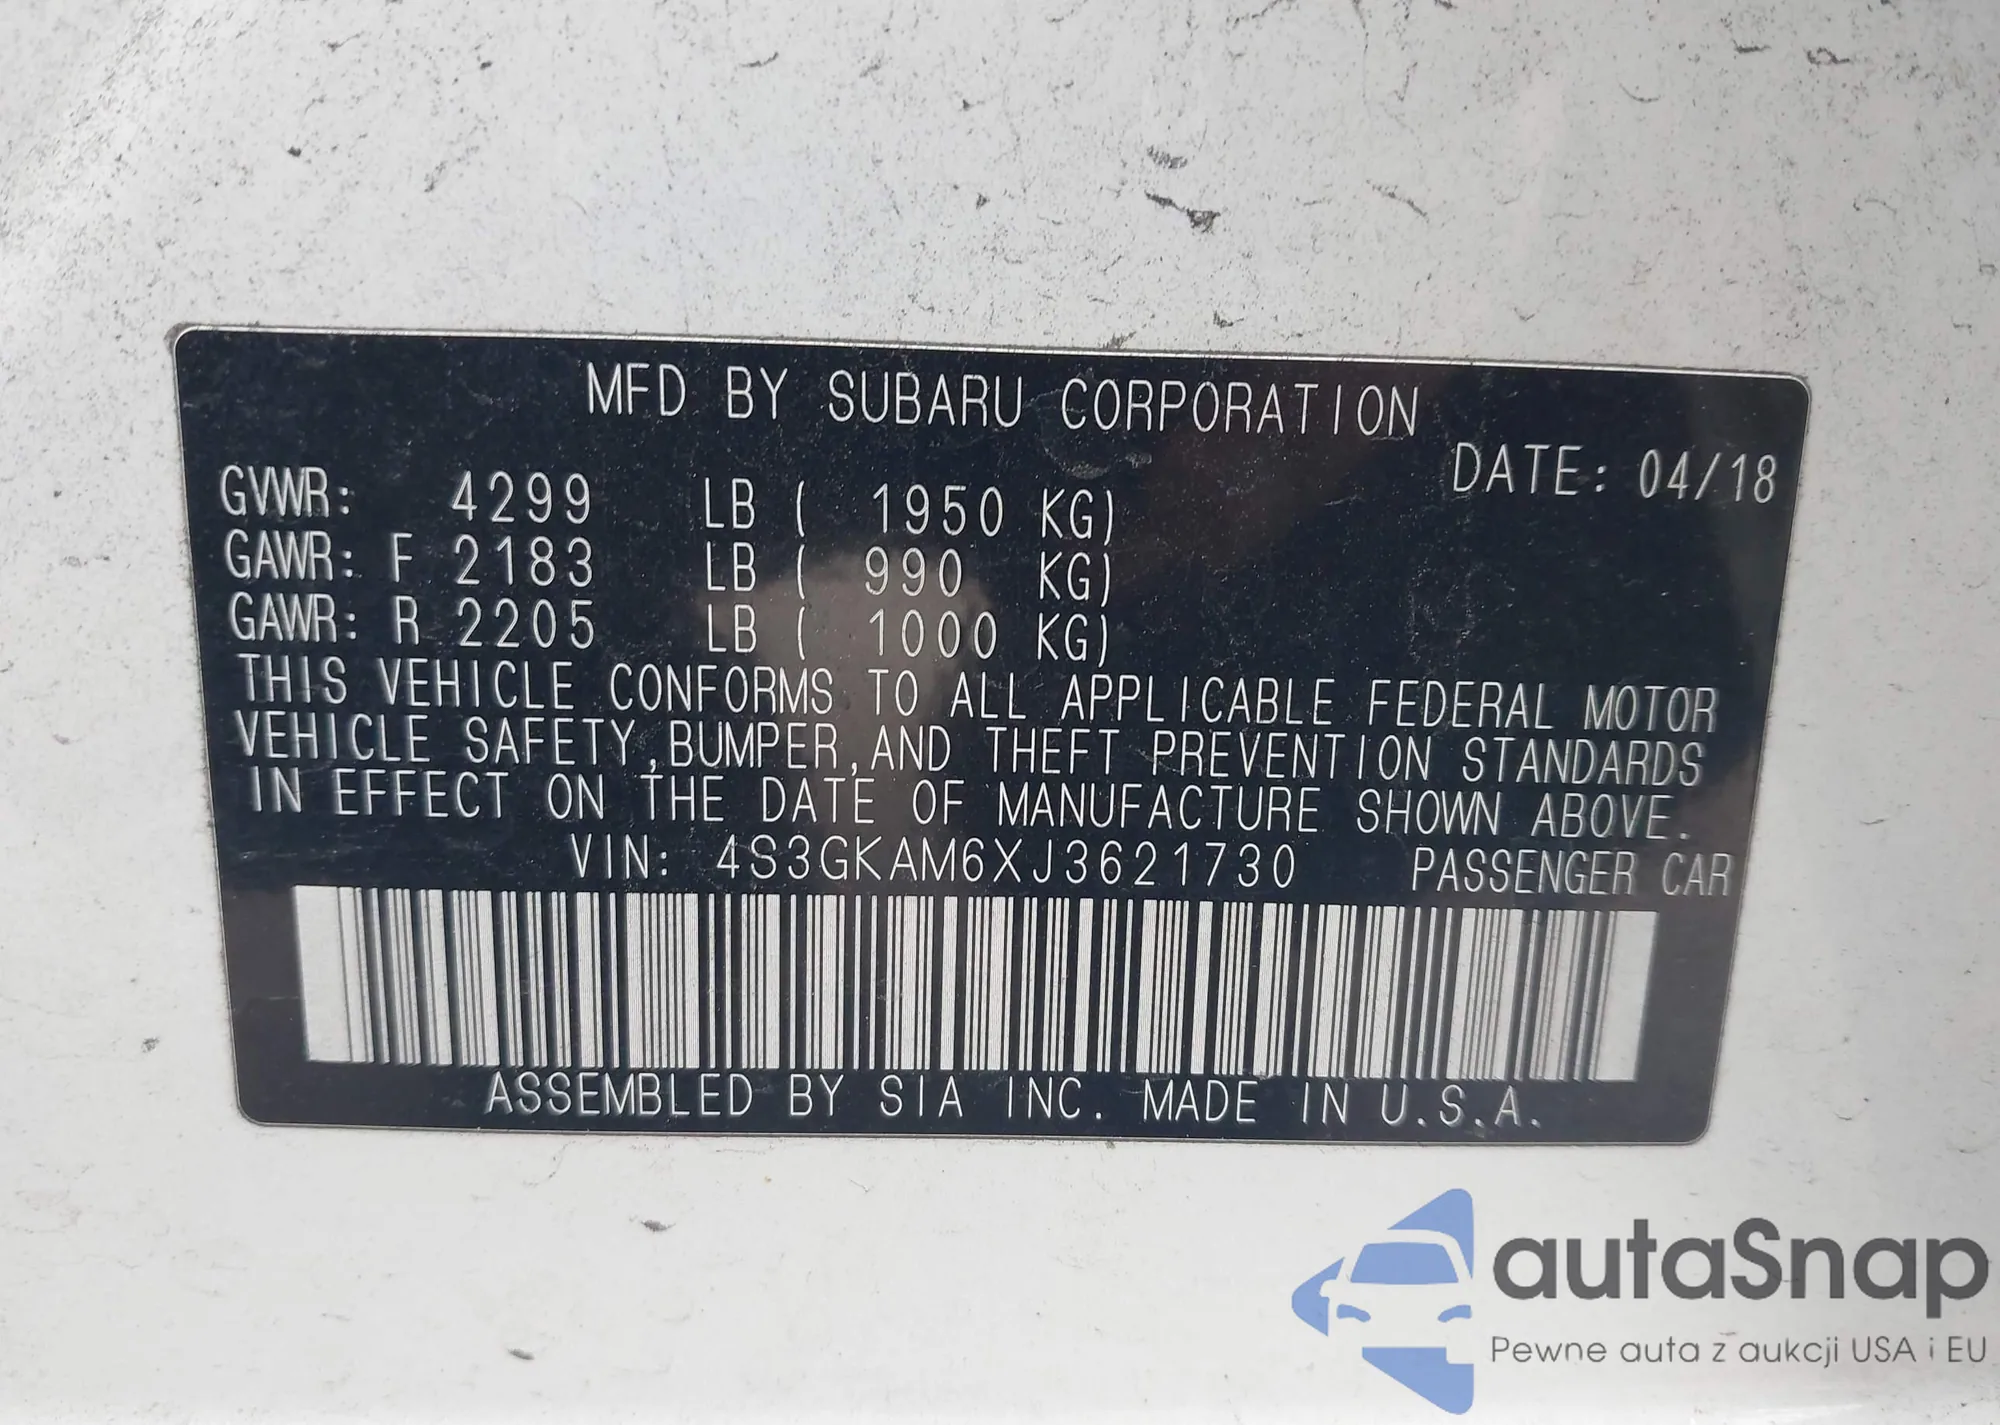 MFD BY SUBARU CORPORATION
DATE: 04/18
GVWR: 4299 LB ( 1950 KG)
GAWR: F 2183 LB ( 990 KG)
GAWR: R 2205 LB ( 1000 KG)
THIS VEHICLE CONFORMS TO ALL APPLICABLE FEDERAL MOTOR
VEHICLE SAFETY,BUMPER,AND THEFT PREVENTION STANDARDS
IN EFFECT ON THE DATE OF MANUFACTURE SHOWN ABOVE.
VIN: 4S3GKAM6XJ3621730 PASSENGER CAR
ASSEMBLED BY SIA INC. MADE IN U.S.A.
autaSnap
Pewne auta z aukcji USA i EU